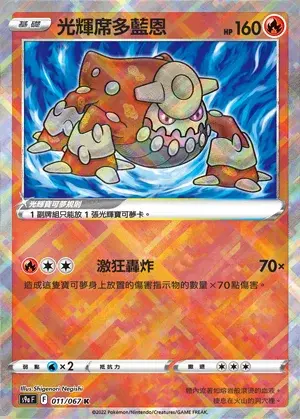 基礎
光輝席多藍恩
HP 160
光輝寶可夢規則
1 副牌組只能放 1 張光輝寶可夢卡。
激狂轟炸 70×
造成這隻寶可夢身上放置的傷害指示物的數量×70點傷害。
弱點 ×2 抵抗力 撤退
Illus. Shigenori Negishi
S9a F F 011/067 K
©2022 Pokémon/Nintendo/Creatures/GAME FREAK.